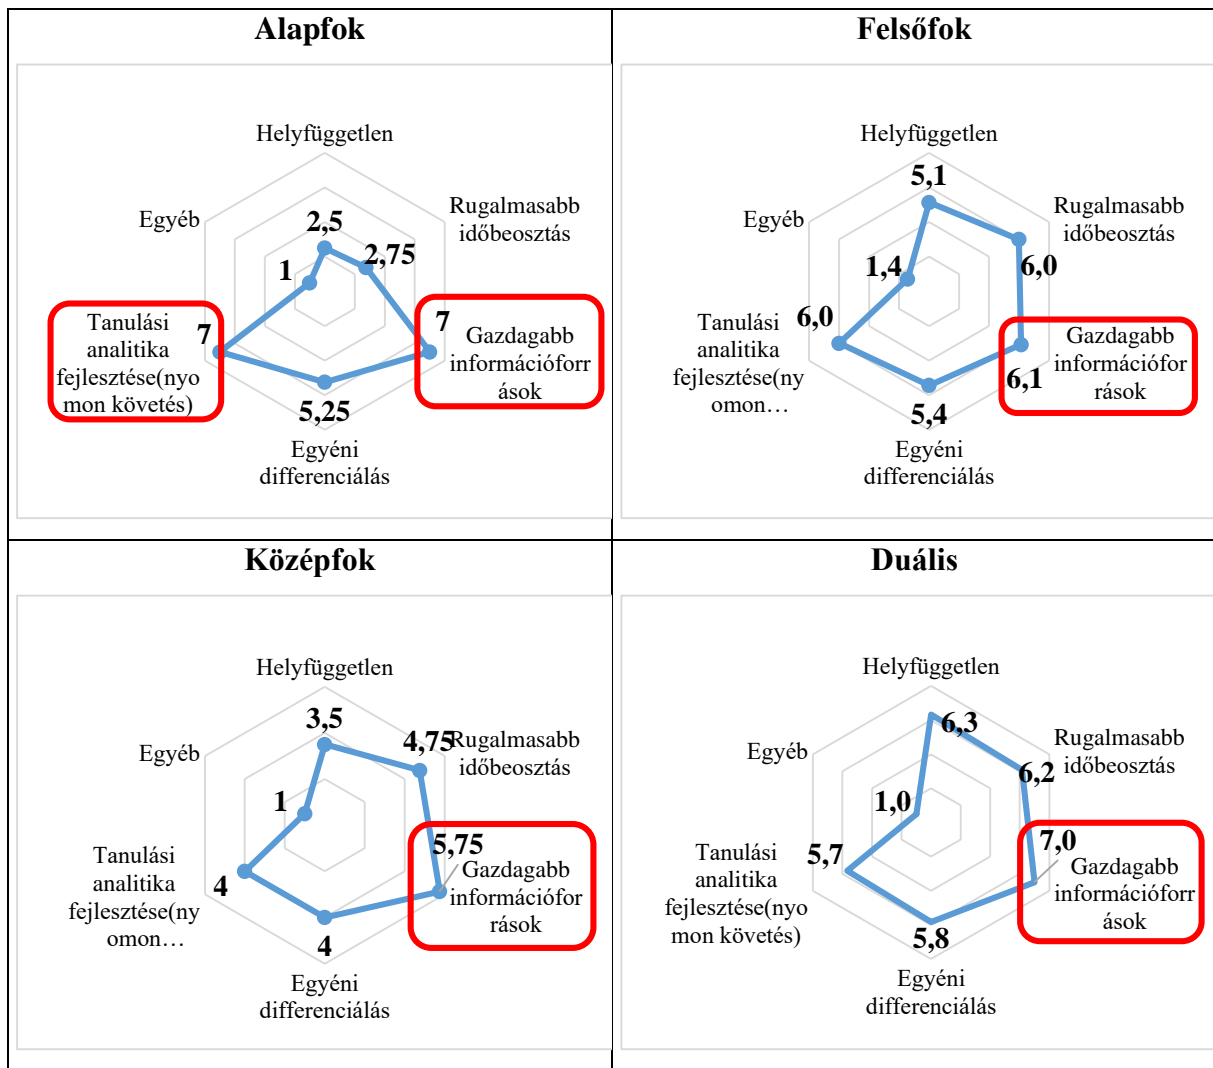 Alapfok
Helyfüggetlen
Egyéb
Rugalmasabb
időbeosztás
2,5
2,75
1
7
7
Tanulási
analitika
fejlesztése(nyo
mon követés)
Gazdagabb
információforr
ások
5,25
Egyéni
differenciálás
Felsőfok
Helyfüggetlen
5,1
Egyéb
Rugalmasabb
időbeosztás
1,4
6,0
6,0
Tanulási
analitika
fejlesztése(ny
omon…
Gazdagabb
információfor
rások
6,1
5,4
Egyéni
differenciálás
Középfok
Helyfüggetlen
3,5
4,75
Egyéb
Rugalmasabb
időbeosztás
1
5,75
Tanulási
analitika
fejlesztése(ny
omon…
4
Gazdagabb
információfor
rások
4
Egyéni
differenciálás
Duális
Helyfüggetlen
6,3
Egyéb
Rugalmasabb
időbeosztás
6,2
1,0
7,0
5,7
Tanulási
analitika
fejlesztése(nyo
mon követés)
Gazdagabb
információforr
ások
5,8
Egyéni
differenciálás